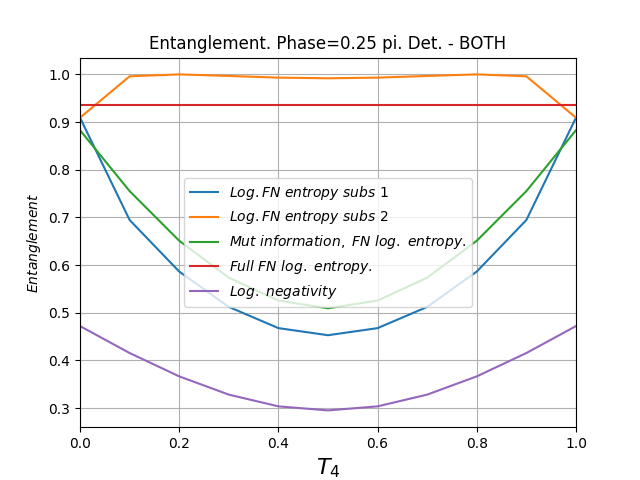 Entanglement. Phase=0.25 pi. Det. - BOTH
1.0
0.9
0.8
0.7
0.6
0.5
0.4
0.3
Entanglement
Log. FN entropy subs 1
Log. FN entropy subs 2
Mut information, FN log. entropy.
Full FN log. entropy.
Log. negativity
0.0 0.2 0.4 0.6 0.8 1.0
T₄